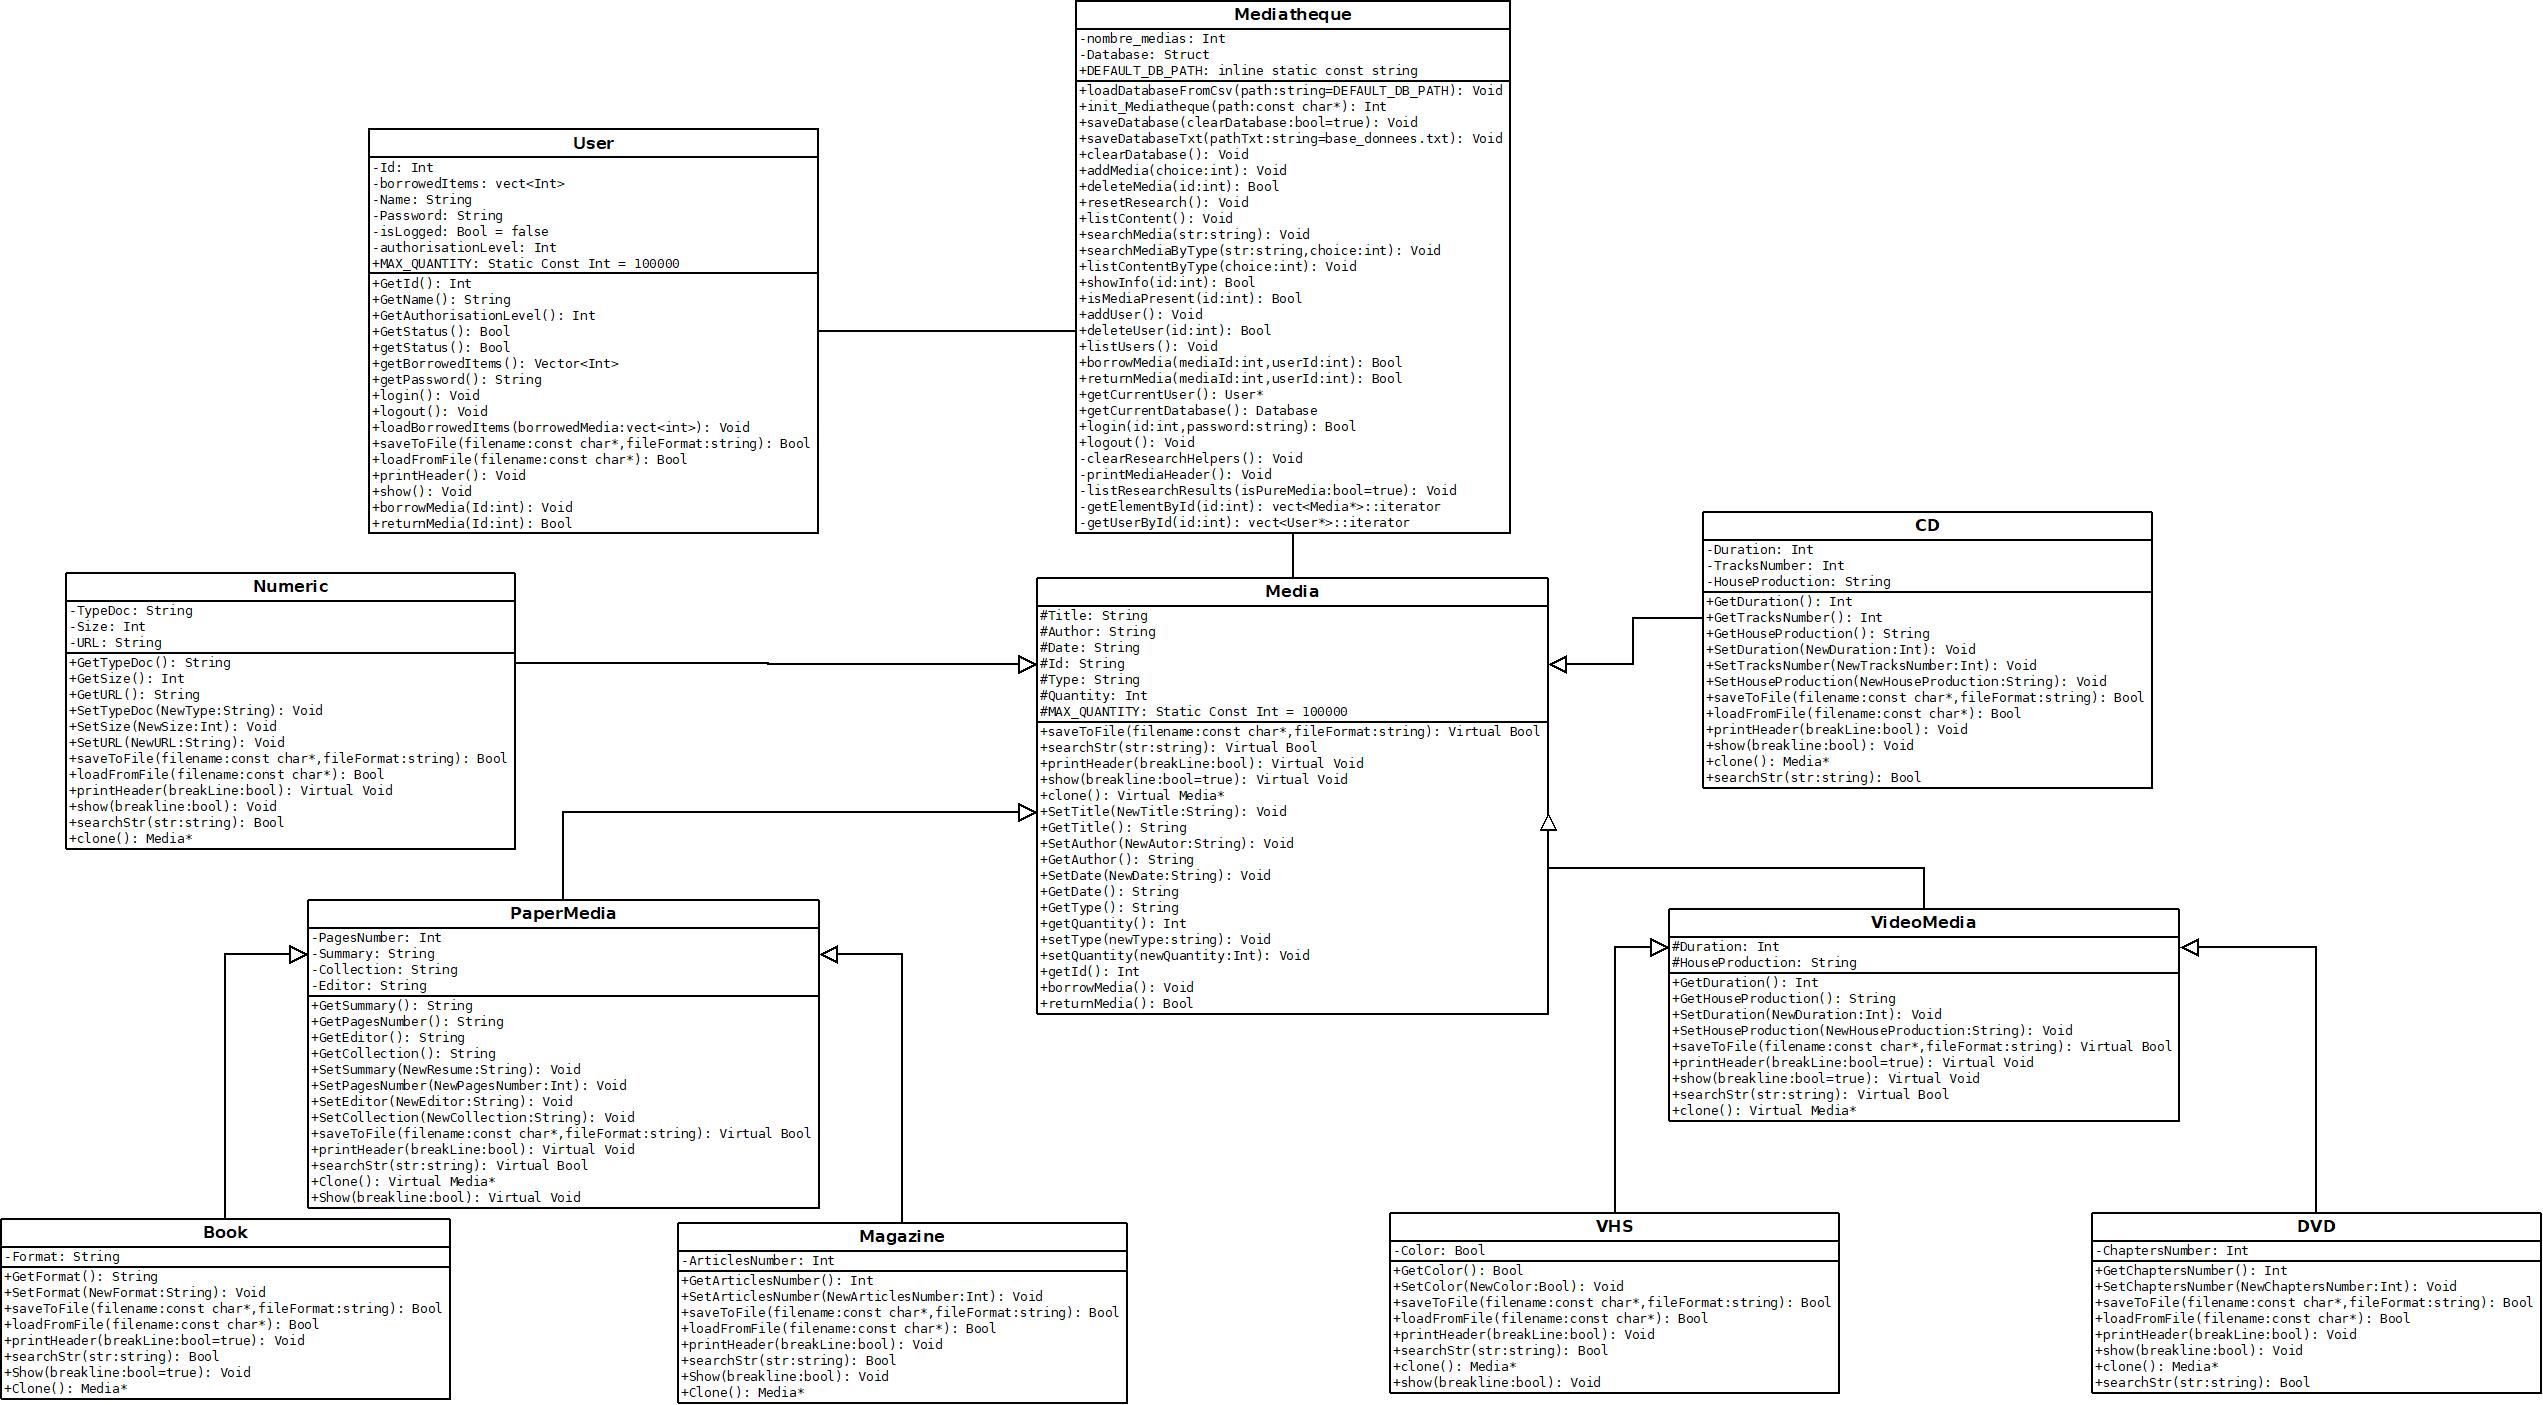 Mediatheque
-nombre_medias: Int
-Database: Struct
+DEFAULT_DB_PATH: inline static const string
+loadDatabaseFromCsv(path:string=DEFAULT_DB_PATH): Void
+init_Mediatheque(path:const char*): Int
+saveDatabase(clearDatabase:bool=true): Void
+saveDatabaseTxt(pathTxt:string=base_donnees.txt): Void
+clearDatabase(): Void
+addMedia(choice:int): Void
+deleteMedia(id:int): Bool
+resetResearch(): Void
+listContent(): Void
+searchMedia(str:string): Void
+searchMediaByType(str:string,choice:int): Void
+listContentByType(choice:int): Void
+showInfo(id:int): Bool
+isMediaPresent(id:int): Bool
+addUser(): Void
+deleteUser(id:int): Bool
+listUsers(): Void
+borrowMedia(mediaId:int,userId:int): Bool
+returnMedia(mediaId:int,userId:int): Bool
+getCurrentUser(): User*
+getCurrentDatabase(): Database
+login(id:int,password:string): Bool
+logout(): Void
-clearResearchHelpers(): Void
-printMediaHeader(): Void
-listResearchResults(isPureMedia:bool=true): Void
-getElementById(id:int): vect<Media*>::iterator
-getUserById(id:int): vect<User*>::iterator
User
-Id: Int
-borrowedItems: vect<Int>
-Name: String
-Password: String
-isLogged: Bool = false
-authorisationLevel: Int
+MAX_QUANTITY: Static Const Int = 100000
+GetId(): Int
+GetName(): String
+GetAuthorisationLevel(): Int
+GetStatus(): Bool
+getStatus(): Bool
+getBorrowedItems(): Vector<Int>
+getPassword(): String
+login(): Void
+logout(): Void
+loadBorrowedItems(borrowedMedia:vect<int>): Void
+saveToFile(filename:const char*,fileFormat:string): Bool
+loadFromFile(filename:const char*): Bool
+printHeader(): Void
+show(): Void
+borrowMedia(Id:int): Void
+returnMedia(Id:int): Bool
CD
-Duration: Int
-TracksNumber: Int
-HouseProduction: String
+GetDuration(): Int
+GetTracksNumber(): Int
+GetHouseProduction(): String
+SetDuration(NewDuration:Int): Void
+SetTracksNumber(NewTracksNumber:Int): Void
+SetHouseProduction(NewHouseProduction:String): Void
+saveToFile(filename:const char*,fileFormat:string): Bool
+loadFromFile(filename:const char*): Bool
+printHeader(breakLine:bool): Void
+show(breakline:bool): Void
+clone(): Media*
+searchStr(str:string): Bool
Numeric
-TypeDoc: String
-Size: Int
-URL: String
+GetTypeDoc(): String
+GetSize(): Int
+GetURL(): String
+SetTypeDoc(NewType:String): Void
+SetSize(NewSize:Int): Void
+SetURL(NewURL:String): Void
+saveToFile(filename:const char*,fileFormat:string): Bool
+loadFromFile(filename:const char*): Bool
+printHeader(breakLine:bool): Virtual Void
+show(breakline:bool): Void
+searchStr(str:string): Bool
+clone(): Media*
Media
#Title: String
#Author: String
#Date: String
#Id: String
#Type: String
#Quantity: Int
#MAX_QUANTITY: Static Const Int = 100000
+saveToFile(filename:const char*,fileFormat:string): Virtual Bool
+searchStr(str:string): Virtual Bool
+printHeader(breakLine:bool): Virtual Void
+show(breakline:bool=true): Virtual Void
+clone(): Virtual Media*
+SetTitle(NewTitle:String): Void
+GetTitle(): String
+SetAuthor(NewAutor:String): Void
+GetAuthor(): String
+SetDate(NewDate:String): Void
+GetDate(): String
+GetType(): String
+getQuantity(): Int
+setType(newType:string): Void
+setQuantity(newQuantity:Int): Void
+getId(): Int
+borrowMedia(): Void
+returnMedia(): Bool
PaperMedia
-PagesNumber: Int
-Summary: String
-Collection: String
-Editor: String
+GetSummary(): String
+GetPagesNumber(): String
+GetEditor(): String
+GetCollection(): String
+SetSummary(NewResume:String): Void
+SetPagesNumber(NewPagesNumber:Int): Void
+SetEditor(NewEditor:String): Void
+SetCollection(NewCollection:String): Void
+saveToFile(filename:const char*,fileFormat:string): Virtual Bool
+printHeader(breakLine:bool): Virtual Void
+searchStr(str:string): Virtual Bool
+Clone(): Virtual Media*
+Show(breakline:bool): Virtual Void
VideoMedia
#Duration: Int
#HouseProduction: String
+GetDuration(): Int
+GetHouseProduction(): String
+SetDuration(NewDuration:Int): Void
+SetHouseProduction(NewHouseProduction:String): Void
+saveToFile(filename:const char*,fileFormat:string): Virtual Bool
+printHeader(breakLine:bool=true): Virtual Void
+show(breakline:bool=true): Virtual Void
+searchStr(str:string): Virtual Bool
+clone(): Virtual Media*
Book
-Format: String
+GetFormat(): String
+SetFormat(NewFormat:String): Void
+saveToFile(filename:const char*,fileFormat:string): Bool
+loadFromFile(filename:const char*): Bool
+printHeader(breakLine:bool=true): Void
+searchStr(str:string): Bool
+Show(breakline:bool=true): Void
+Clone(): Media*
Magazine
-ArticlesNumber: Int
+GetArticlesNumber(): Int
+SetArticlesNumber(NewArticlesNumber:Int): Void
+saveToFile(filename:const char*,fileFormat:string): Bool
+loadFromFile(filename:const char*): Bool
+printHeader(breakLine:bool): Void
+searchStr(str:string): Bool
+Show(breakline:bool): Void
+Clone(): Media*
VHS
-Color: Bool
+GetColor(): Bool
+SetColor(NewColor:Bool): Void
+saveToFile(filename:const char*,fileFormat:string): Bool
+loadFromFile(filename:const char*): Bool
+printHeader(breakLine:bool): Void
+searchStr(str:string): Bool
+clone(): Media*
+show(breakline:bool): Void
DVD
-ChaptersNumber: Int
+GetChaptersNumber(): Int
+SetChaptersNumber(NewChaptersNumber:Int): Void
+saveToFile(filename:const char*,fileFormat:string): Bool
+loadFromFile(filename:const char*): Bool
+printHeader(breakLine:bool): Void
+show(breakline:bool): Void
+clone(): Media*
+searchStr(str:string): Bool